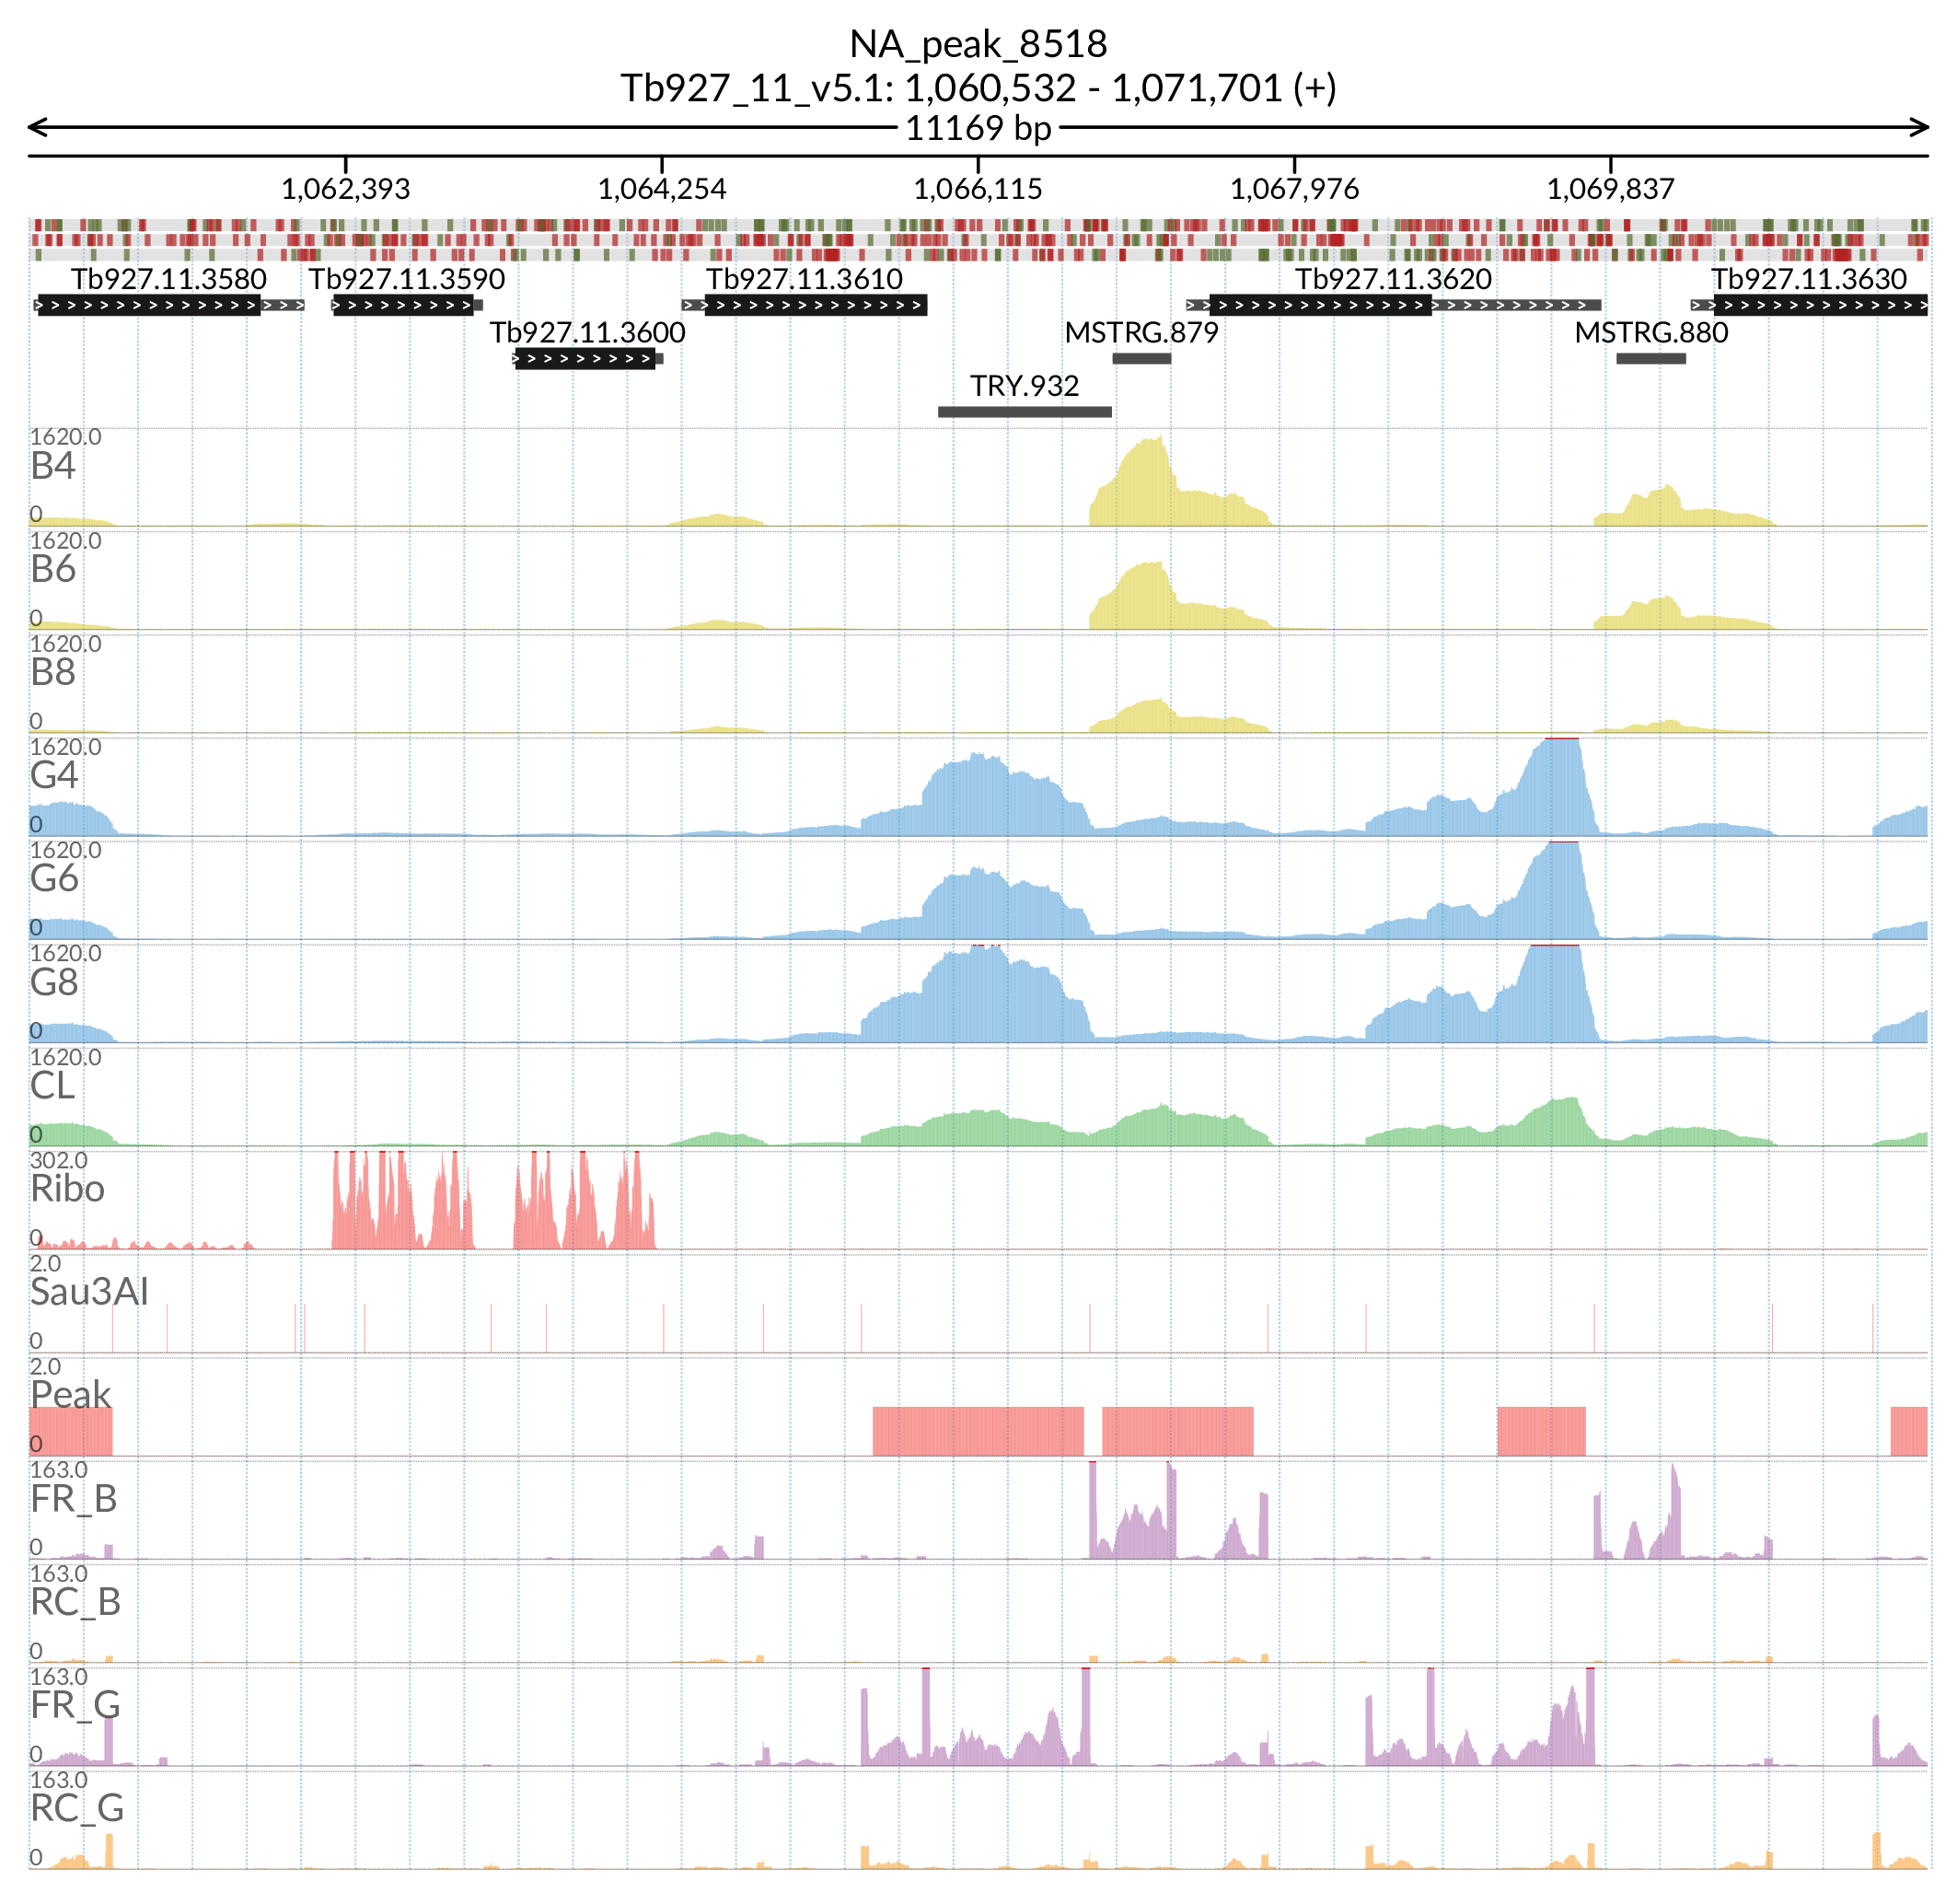 NA_peak_8518
Tb927_11_v5.1: 1,060,532 - 1,071,701 (+)
11169 bp
1,062,393 1,064,254 1,066,115 1,067,976 1,069,837
Tb927.11.3580 Tb927.11.3590 Tb927.11.3610 Tb927.11.3620 Tb927.11.3630
Tb927.11.3600 MSTRG.879 MSTRG.880
TRY.932
1620.0
B4
0
1620.0
B6
0
1620.0
B8
0
1620.0
G4
0
1620.0
G6
0
1620.0
G8
0
1620.0
CL
0
302.0
Ribo
0
2.0
Sau3AI
0
2.0
Peak
0
163.0
FR_B
0
163.0
RC_B
0
163.0
FR_G
0
163.0
RC_G
0